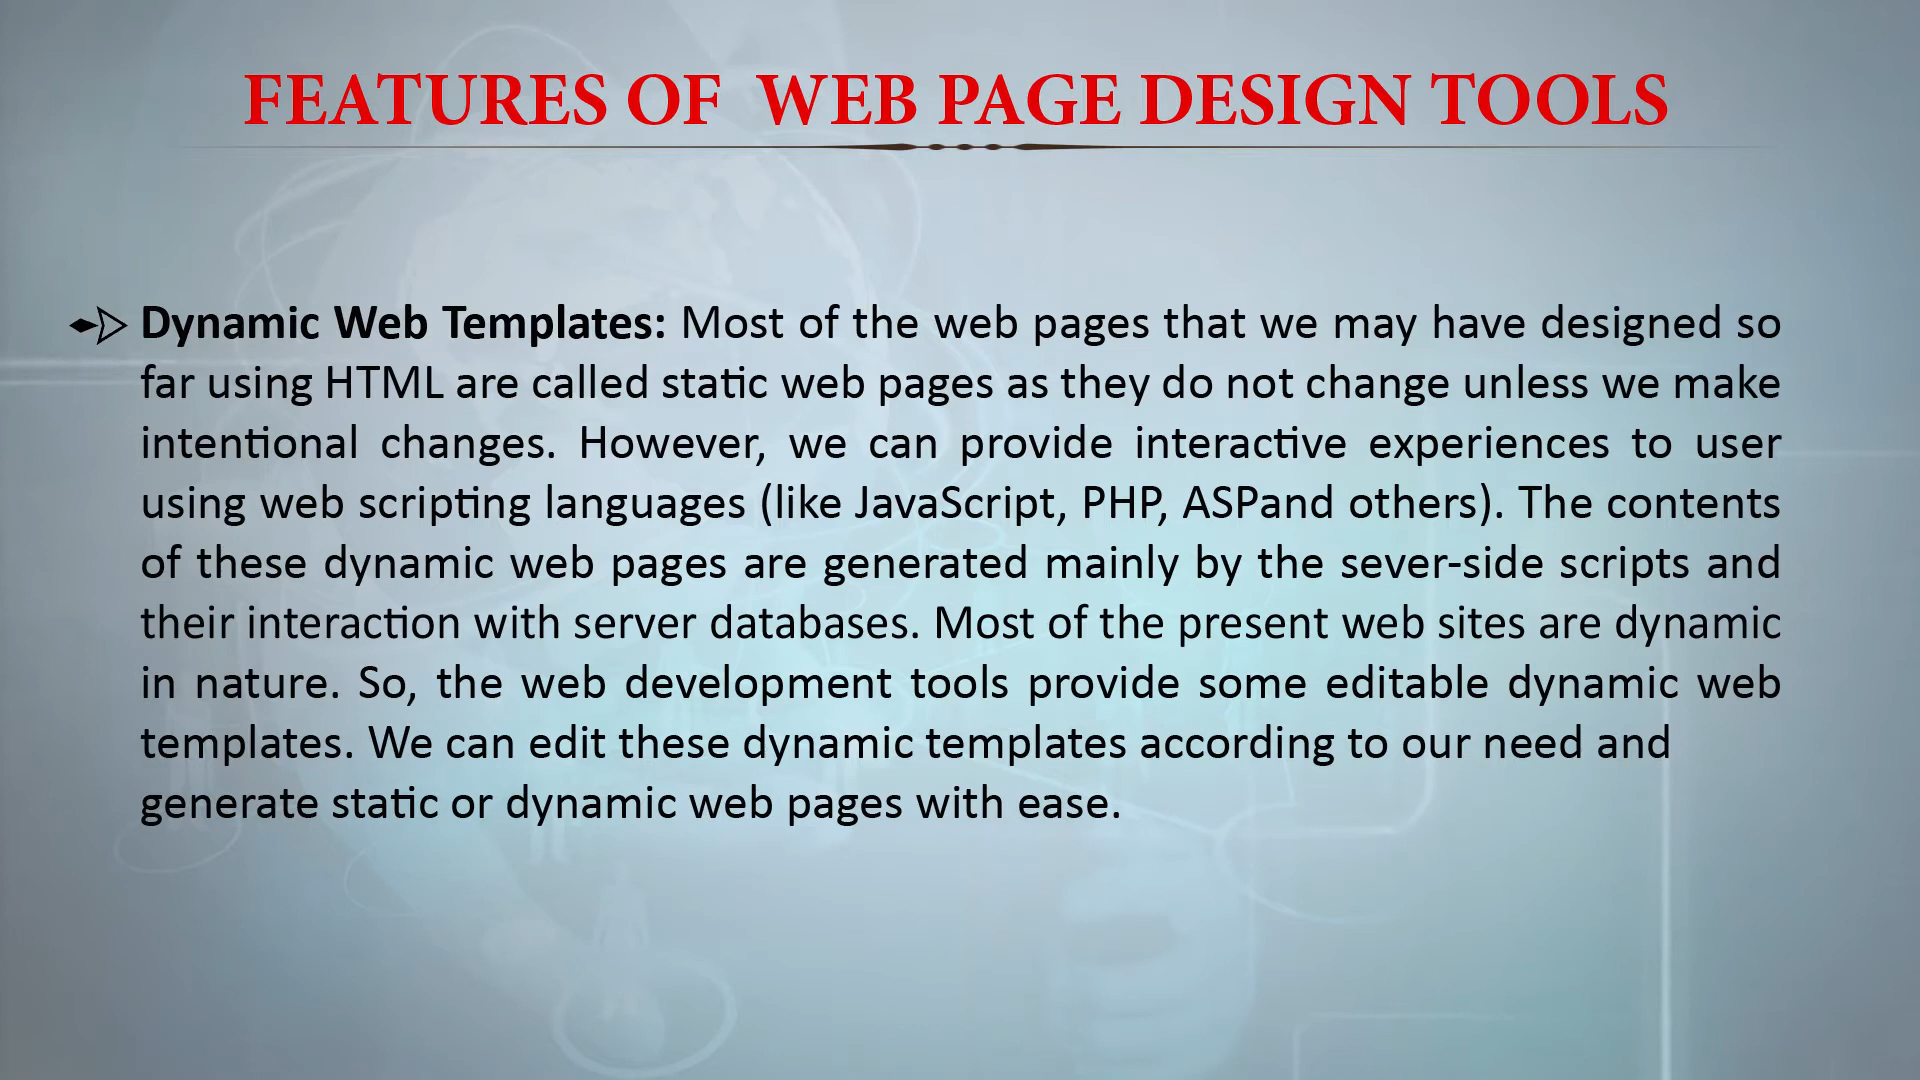 FEATURES OF WEB PAGE DESIGN TOOLS
Dynamic Web Templates: Most of the web pages that we may have designed so
far using HTML are called static web pages as they do not change unless we make
intentional changes. However, we can provide interactive experiences to user
using web scripting languages (like JavaScript, PHP, ASPand others). The contents
of these dynamic web pages are generated mainly by the sever-side scripts and
their interaction with server databases. Most of the present web sites are dynamic
in nature. So, the web development tools provide some editable dynamic web
templates. We can edit these dynamic templates according to our need and
generate static or dynamic web pages with ease.